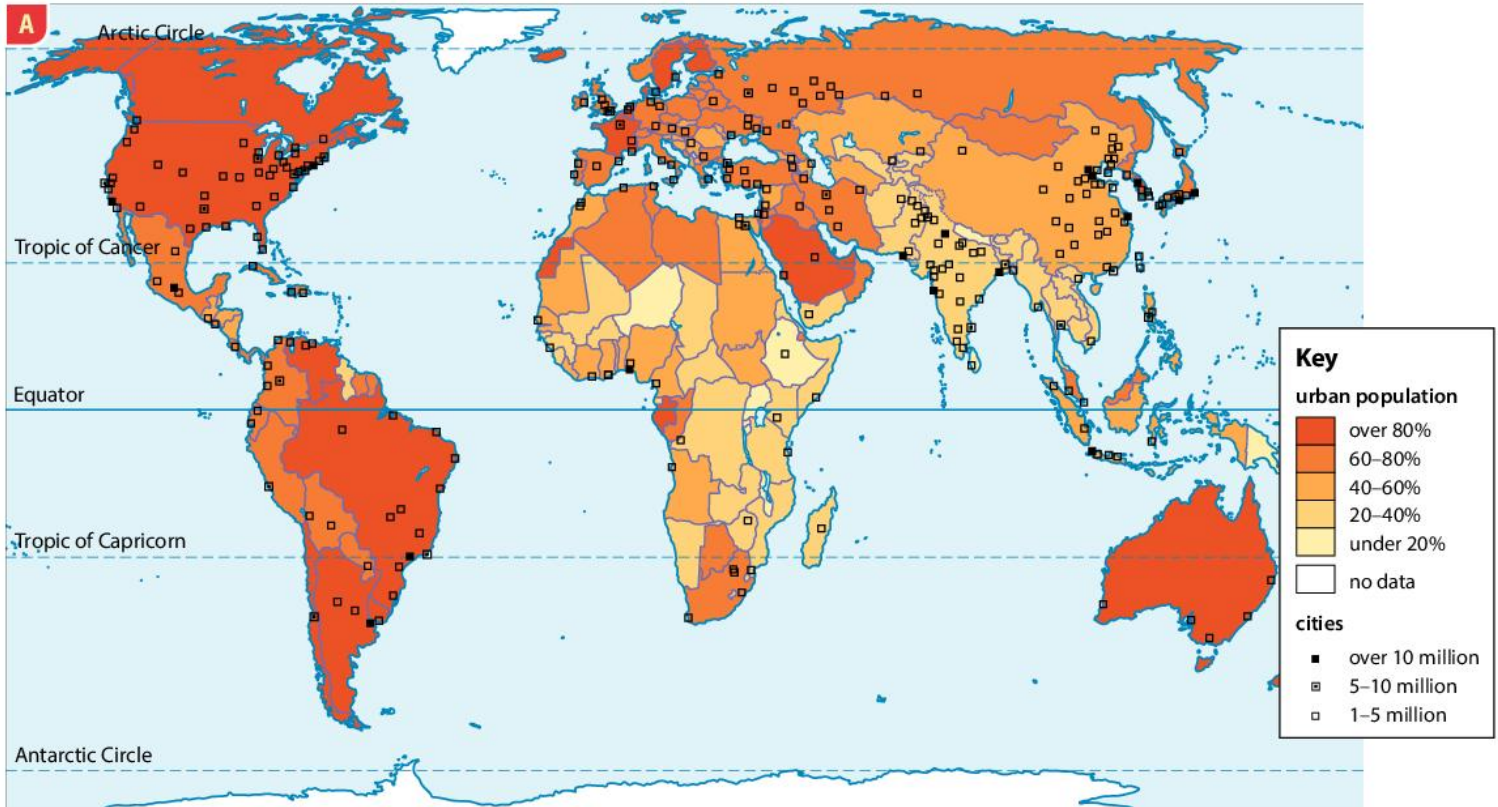 A
Arctic Circle
Tropic of Cancer
Equator
Tropic of Capricorn
Antarctic Circle
Key
urban population
over 80%
60–80%
40–60%
20–40%
under 20%
no data
cities
over 10 million
5–10 million
1–5 million